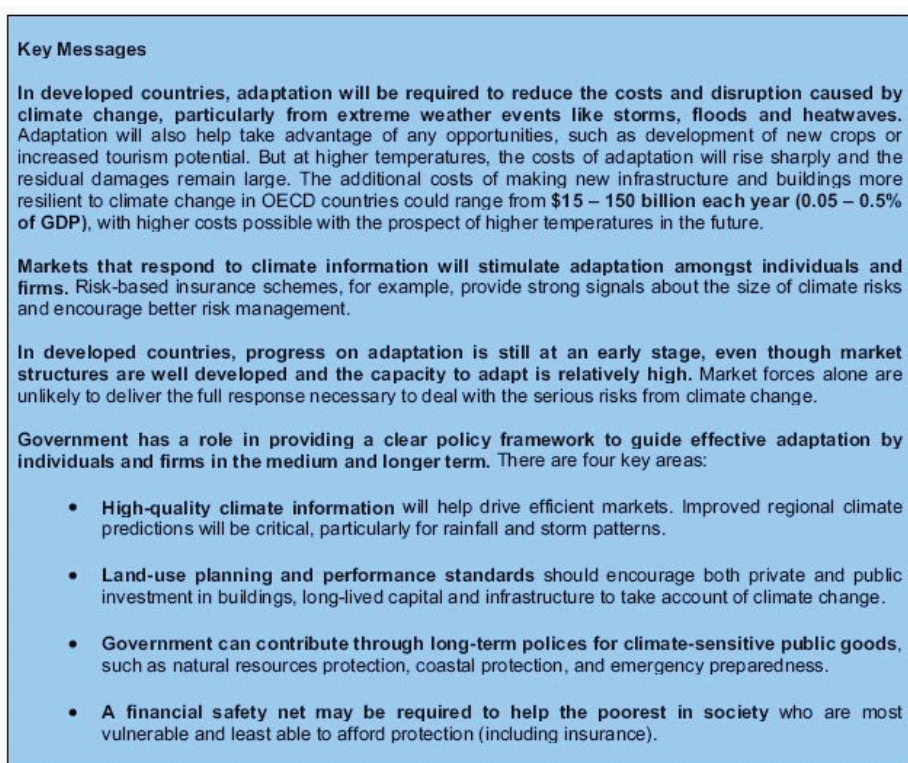 Key Messages
In developed countries, adaptation will be required to reduce the costs and disruption caused by
climate change, particularly from extreme weather events like storms, floods and heatwaves.
Adaptation will also help take advantage of any opportunities, such as development of new crops or
increased tourism potential. But at higher temperatures, the costs of adaptation will rise sharply and the
residual damages remain large. The additional costs of making new infrastructure and buildings more
resilient to climate change in OECD countries could range from $15 – 150 billion each year (0.05 – 0.5%
of GDP), with higher costs possible with the prospect of higher temperatures in the future.
Markets that respond to climate information will stimulate adaptation amongst individuals and
firms. Risk-based insurance schemes, for example, provide strong signals about the size of climate risks
and encourage better risk management.
In developed countries, progress on adaptation is still at an early stage, even though market
structures are well developed and the capacity to adapt is relatively high. Market forces alone are
unlikely to deliver the full response necessary to deal with the serious risks from climate change.
Government has a role in providing a clear policy framework to guide effective adaptation by
individuals and firms in the medium and longer term. There are four key areas:
• High-quality climate information will help drive efficient markets. Improved regional climate
predictions will be critical, particularly for rainfall and storm patterns.
• Land-use planning and performance standards should encourage both private and public
investment in buildings, long-lived capital and infrastructure to take account of climate change.
• Government can contribute through long-term polices for climate-sensitive public goods,
such as natural resources protection, coastal protection, and emergency preparedness.
• A financial safety net may be required to help the poorest in society who are most
vulnerable and least able to afford protection (including insurance).